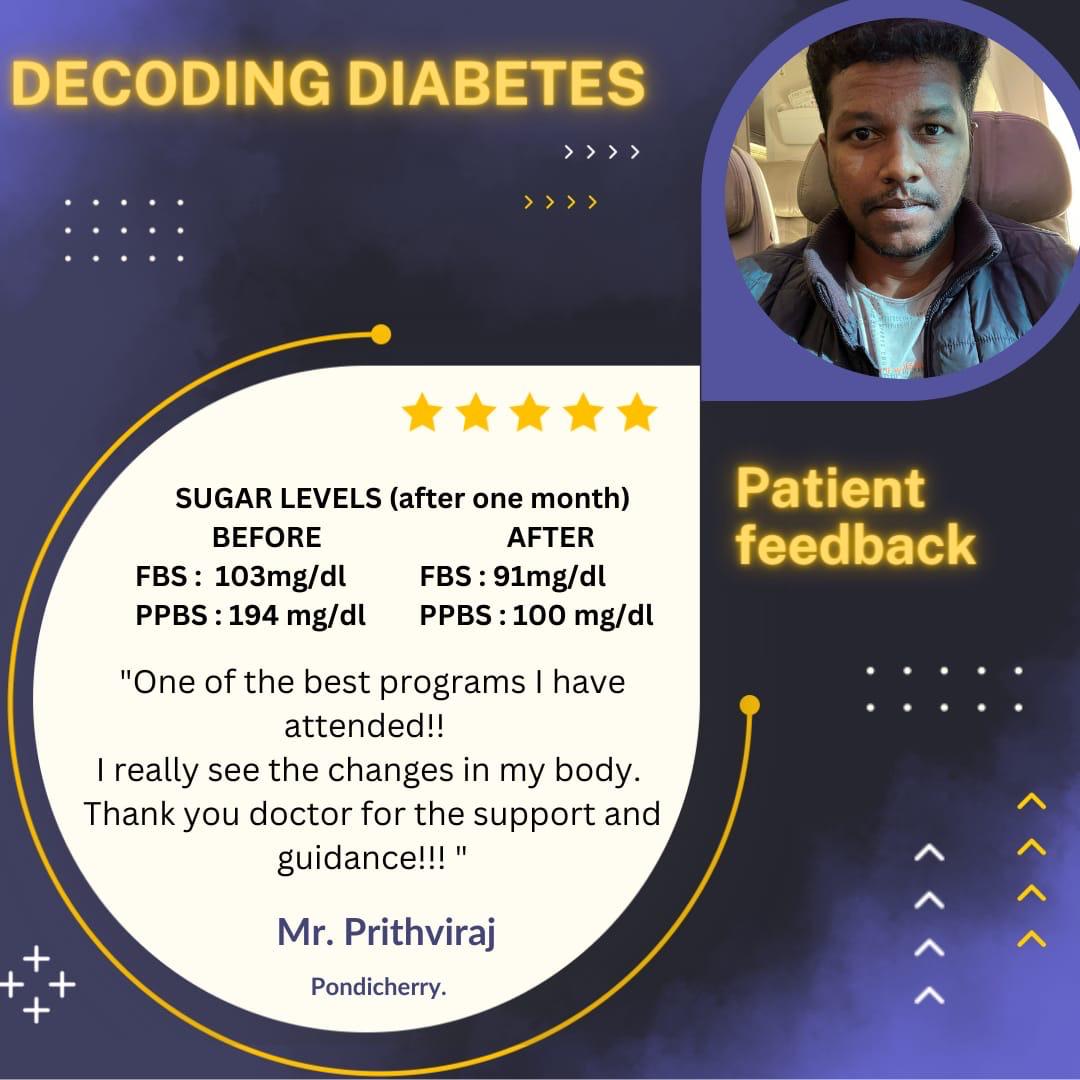 DECODING DIABETES
SUGAR LEVELS (after one month)
BEFORE AFTER
FBS : 103mg/dl FBS : 91mg/dl
PPBS : 194 mg/dl PPBS : 100 mg/dl
"One of the best programs I have
attended!!
I really see the changes in my body.
Thank you doctor for the support and
guidance!!! "
Mr. Prithviraj
Pondicherry.
Patient
feedback